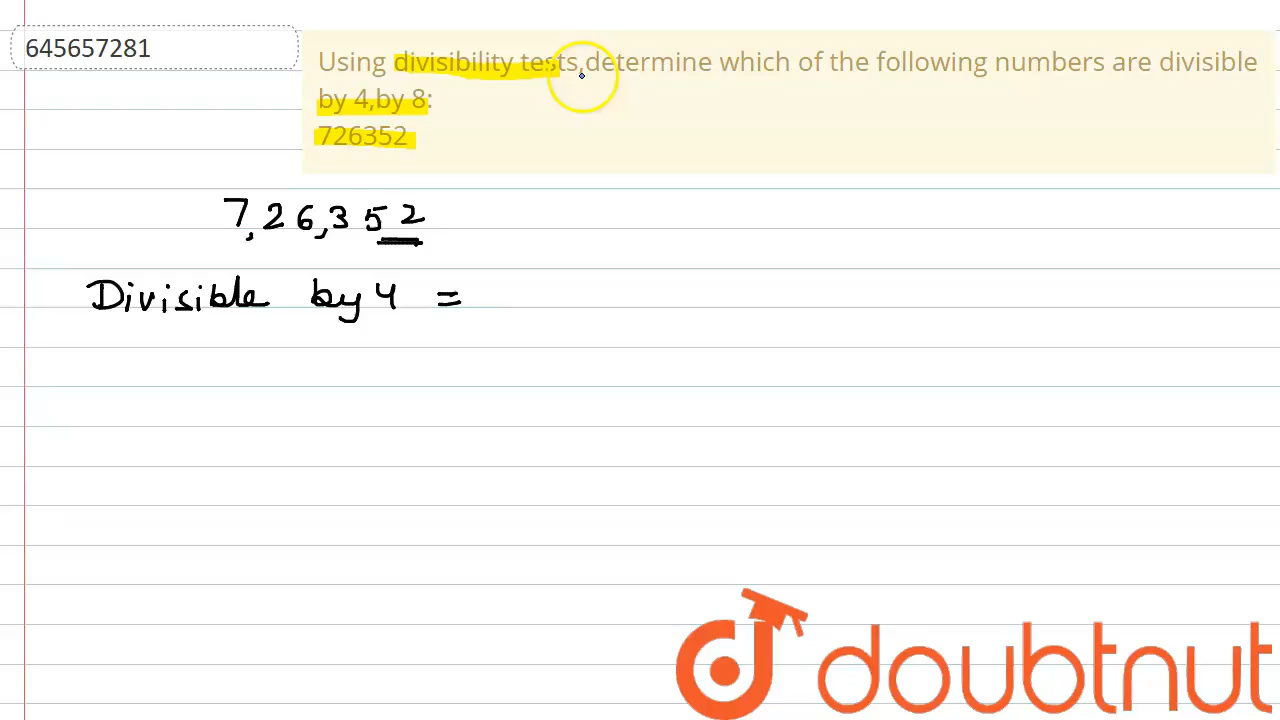 645657281
Using divisibility tests,determine which of the following numbers are divisible
by 4,by 8:
726352
7,26,352
Divisible by 4 =
doubtnut